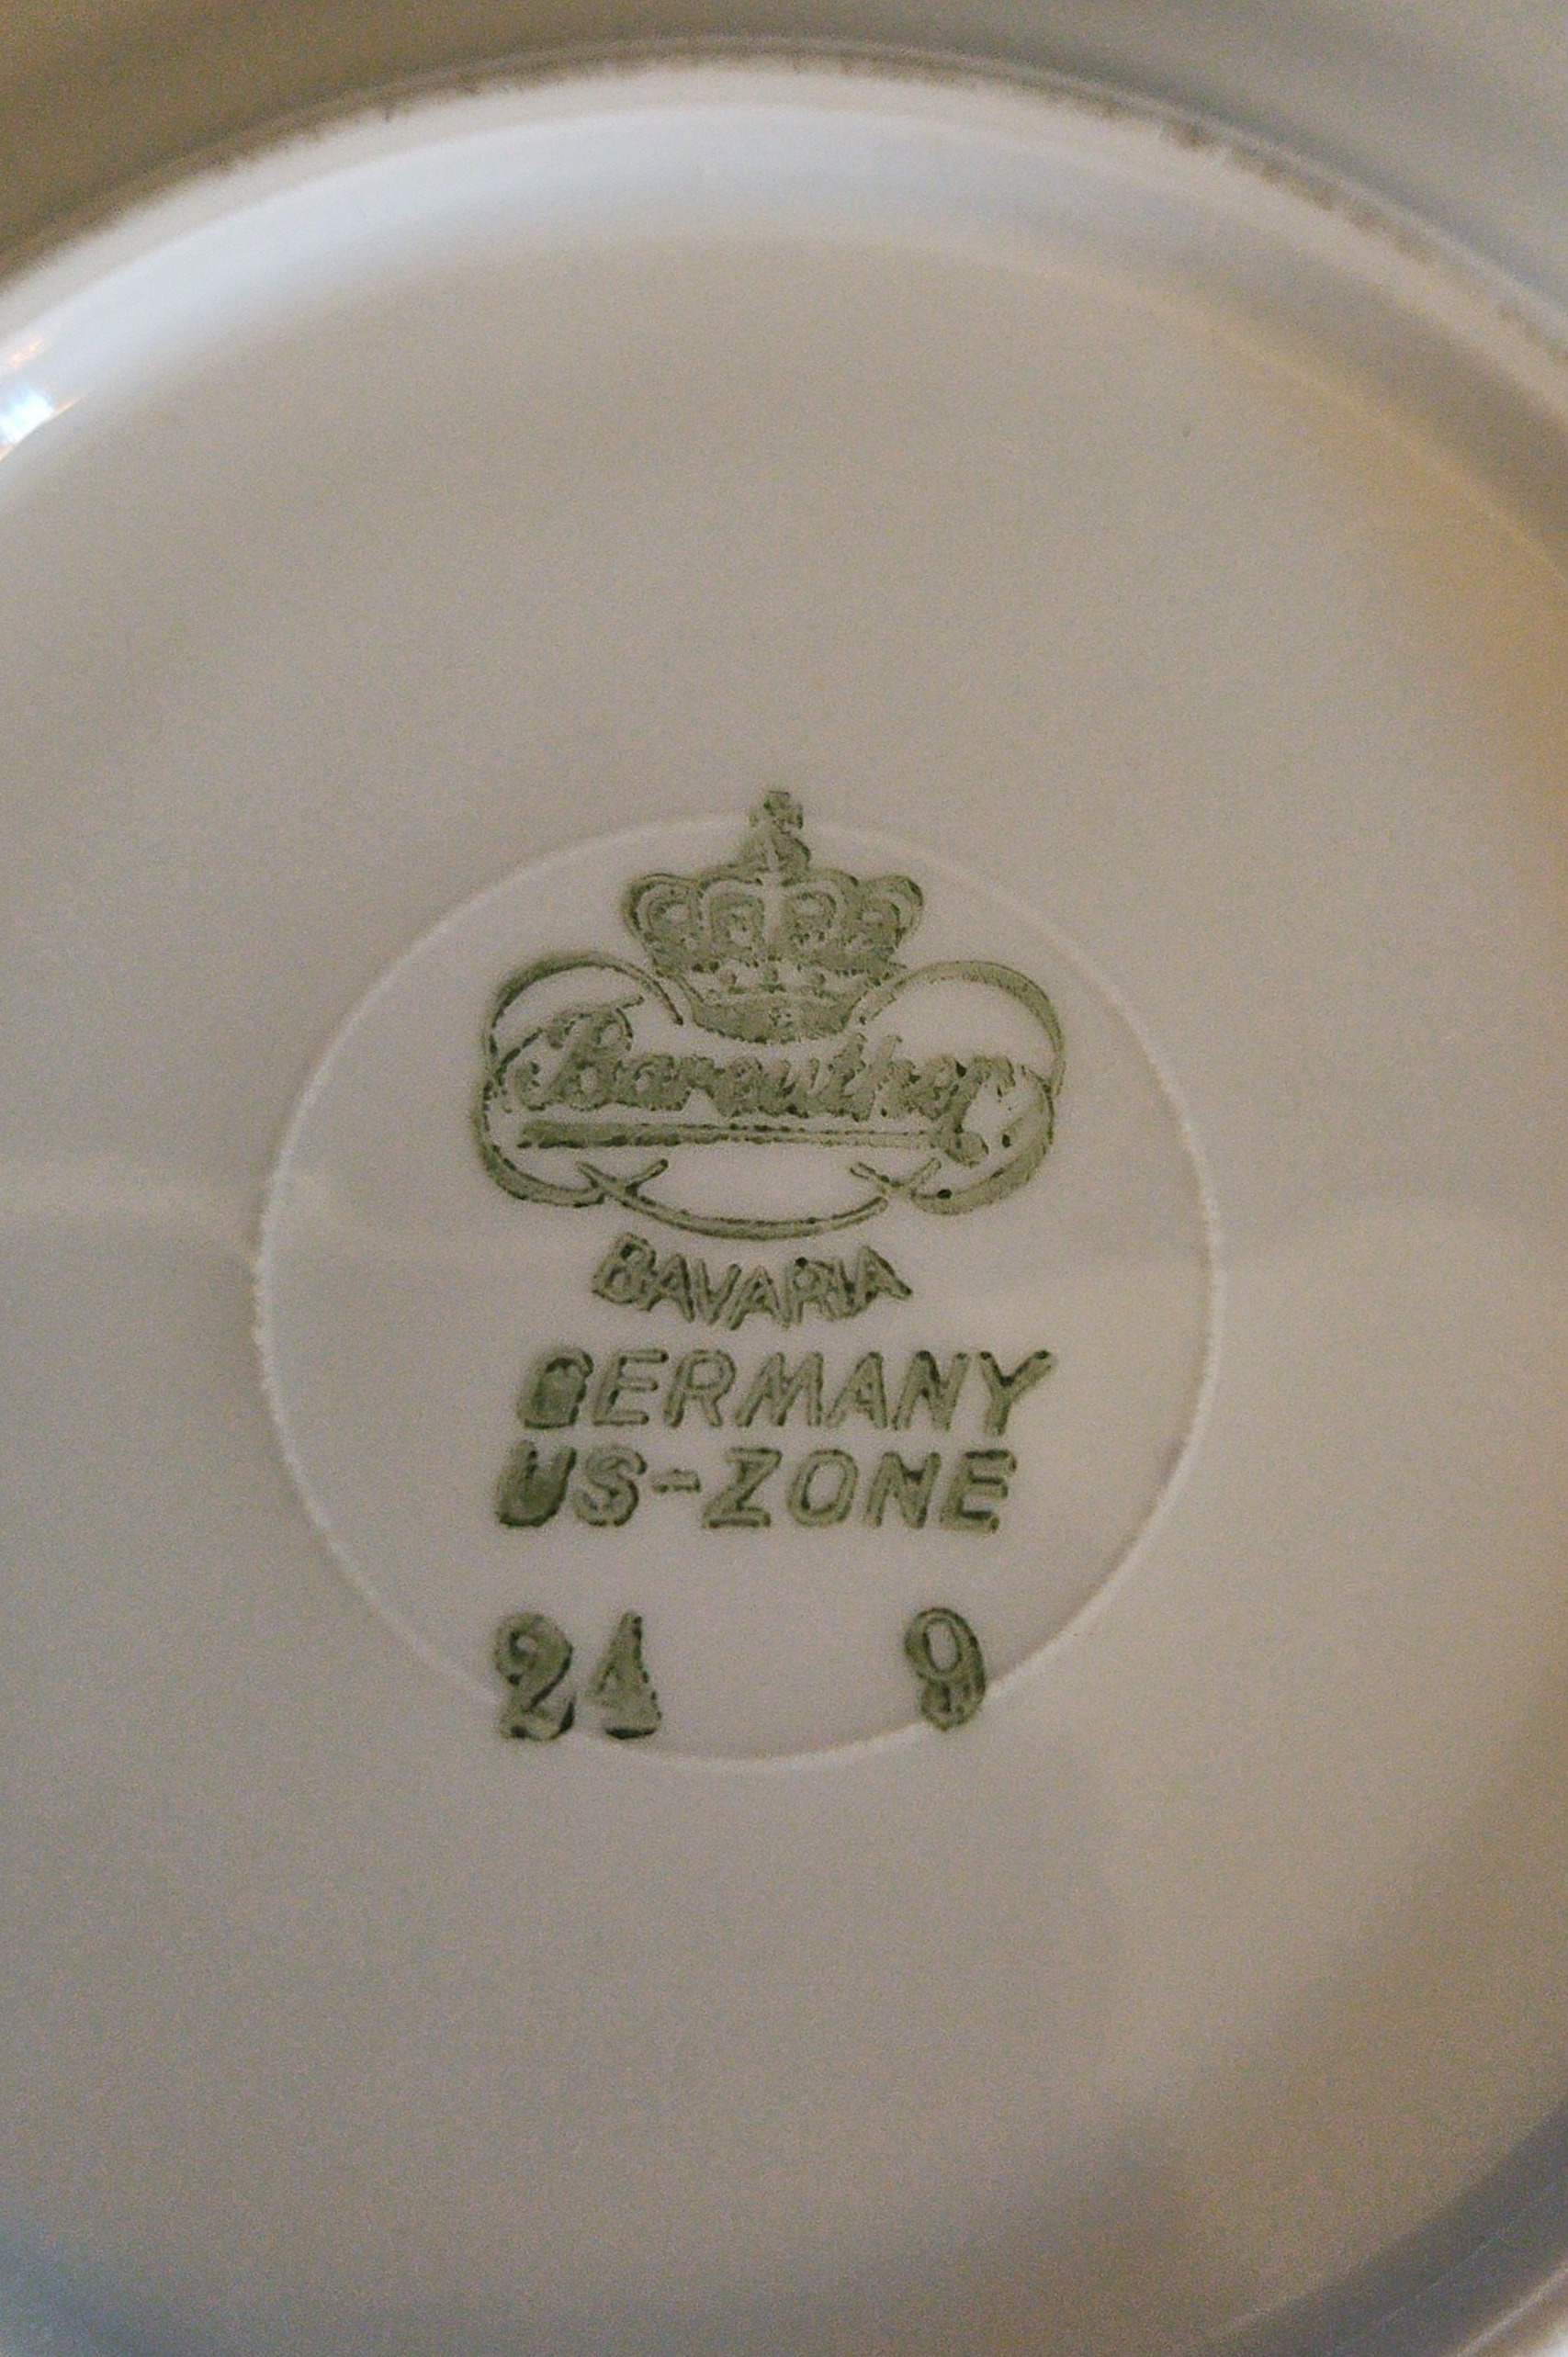 Bareuther
BAVARIA
GERMANY
US-ZONE
24 9